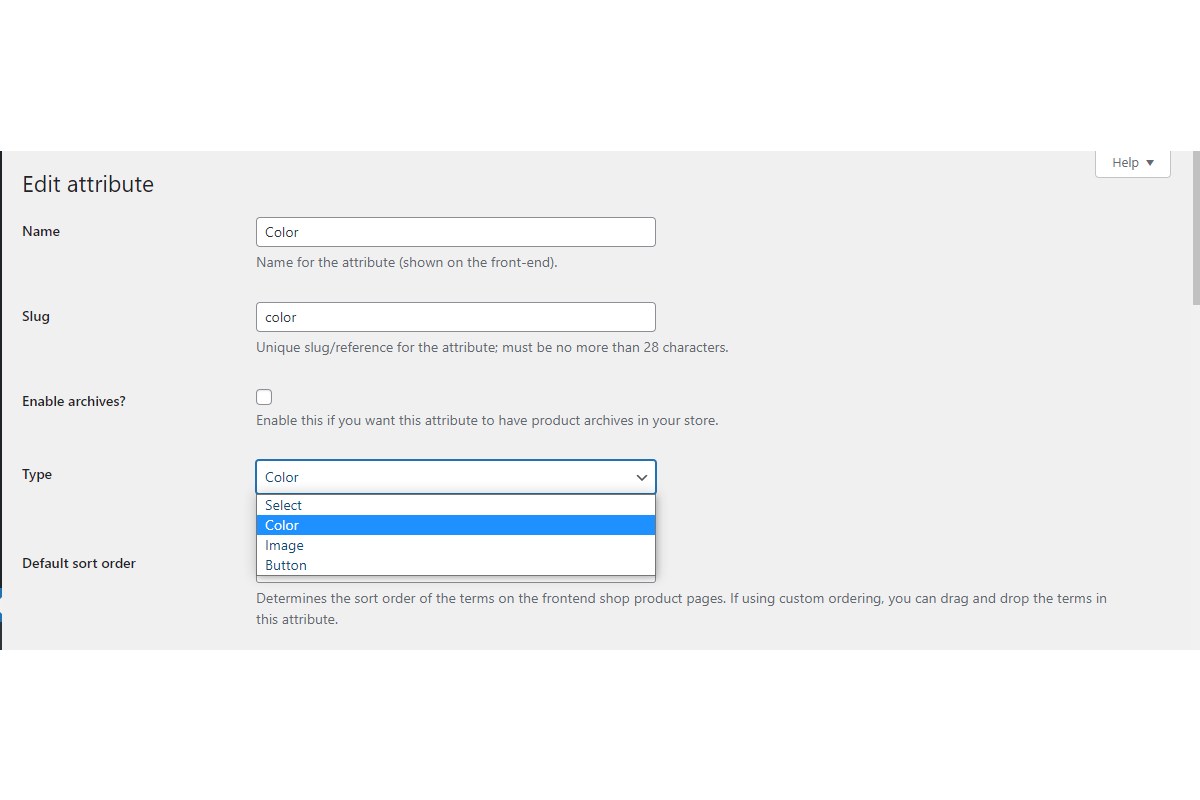 Help ▼
Edit attribute
Name
Color
Name for the attribute (shown on the front-end).
Slug
color
Unique slug/reference for the attribute; must be no more than 28 characters.
Enable archives?
Enable this if you want this attribute to have product archives in your store.
Type
Color
Select
Color
Image
Button
Default sort order
Determines the sort order of the terms on the frontend shop product pages. If using custom ordering, you can drag and drop the terms in
this attribute.